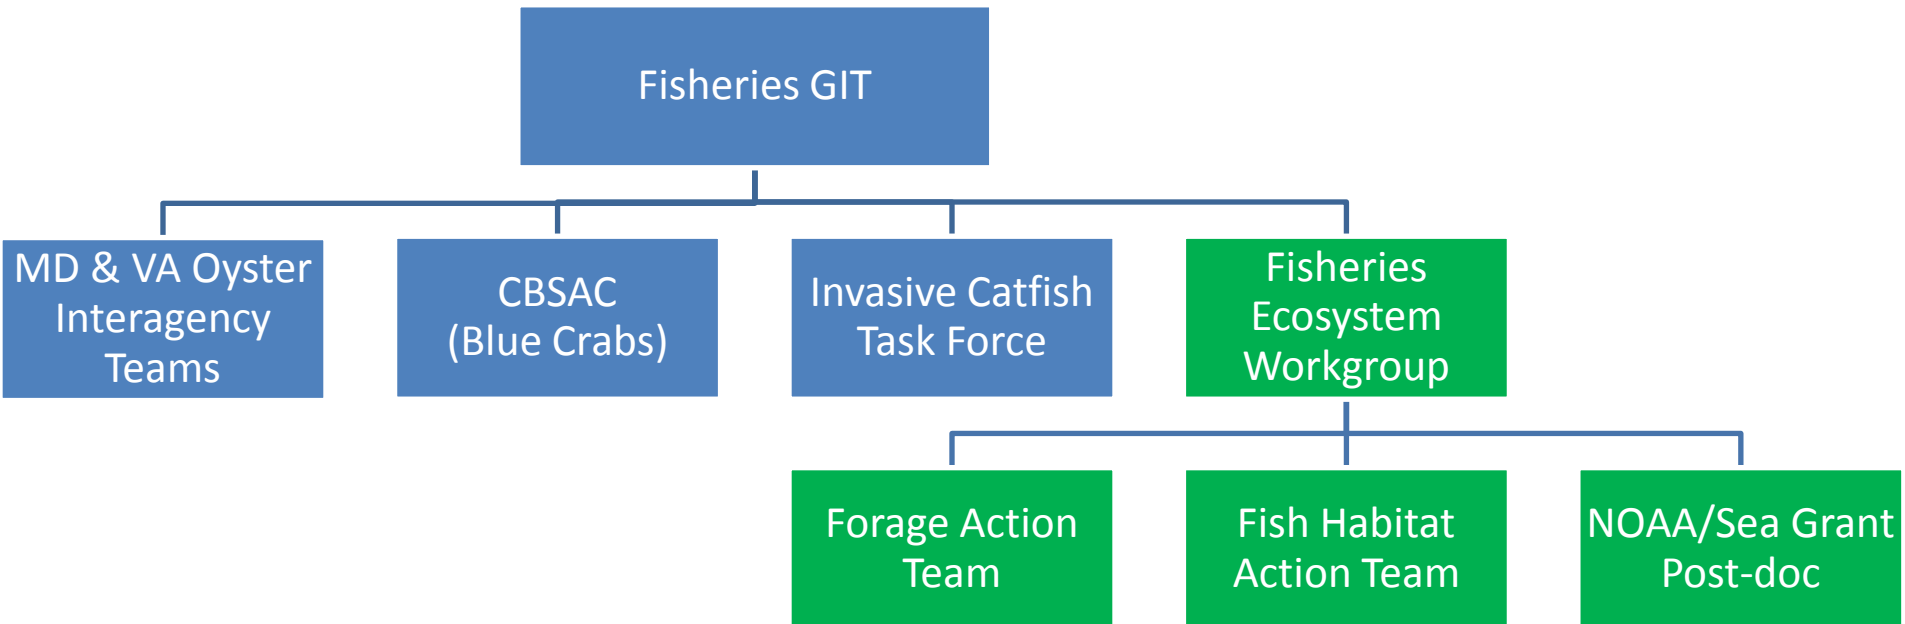 Fisheries GIT
MD & VA Oyster
Interagency
Teams
CBSAC
(Blue Crabs)
Invasive Catfish
Task Force
Fisheries
Ecosystem
Workgroup
Forage Action
Team
Fish Habitat
Action Team
NOAA/Sea Grant
Post-doc